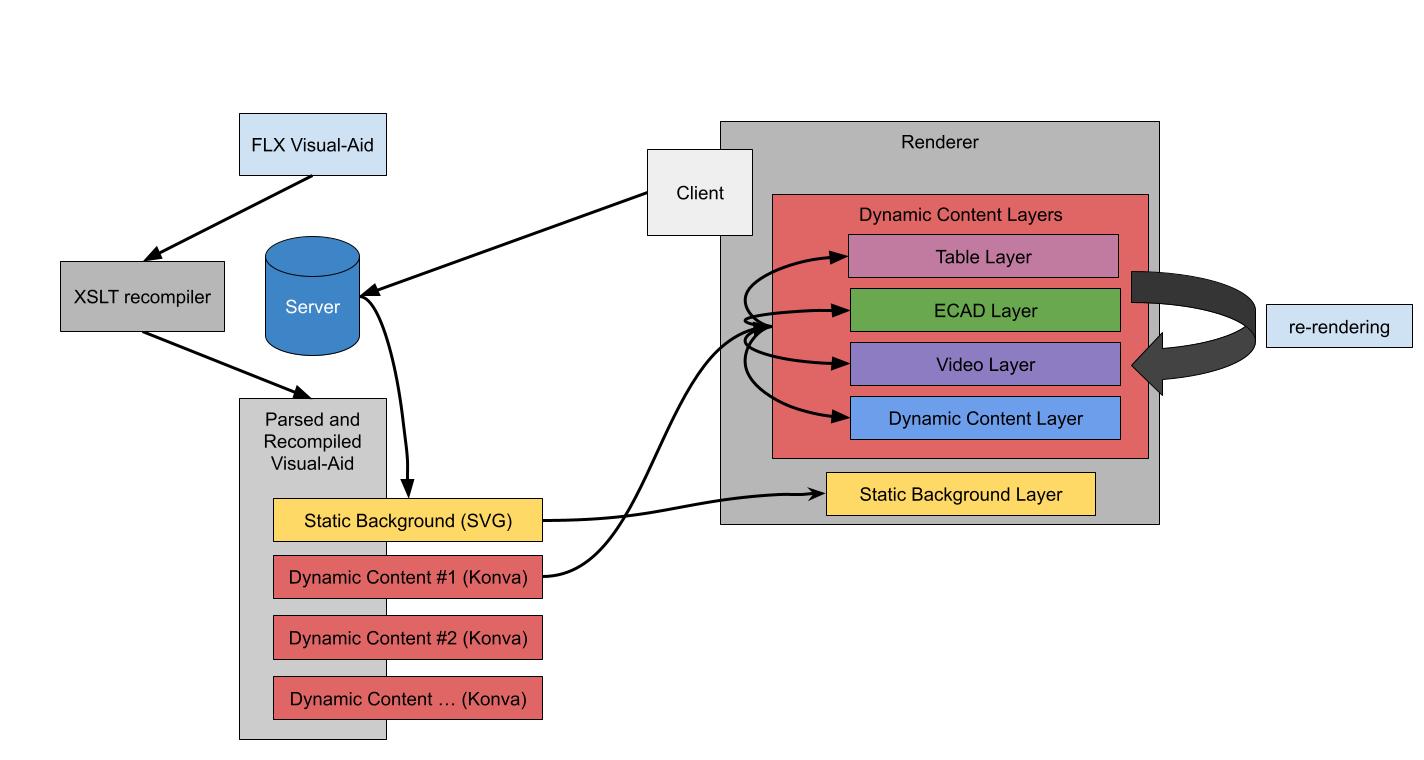 FLX Visual-Aid
XSLT recompiler
Server
Client
Renderer
Dynamic Content Layers
Table Layer
ECAD Layer
Video Layer
Dynamic Content Layer
Static Background Layer
re-rendering
Parsed and
Recompiled
Visual-Aid
Static Background (SVG)
Dynamic Content #1 (Konva)
Dynamic Content #2 (Konva)
Dynamic Content … (Konva)